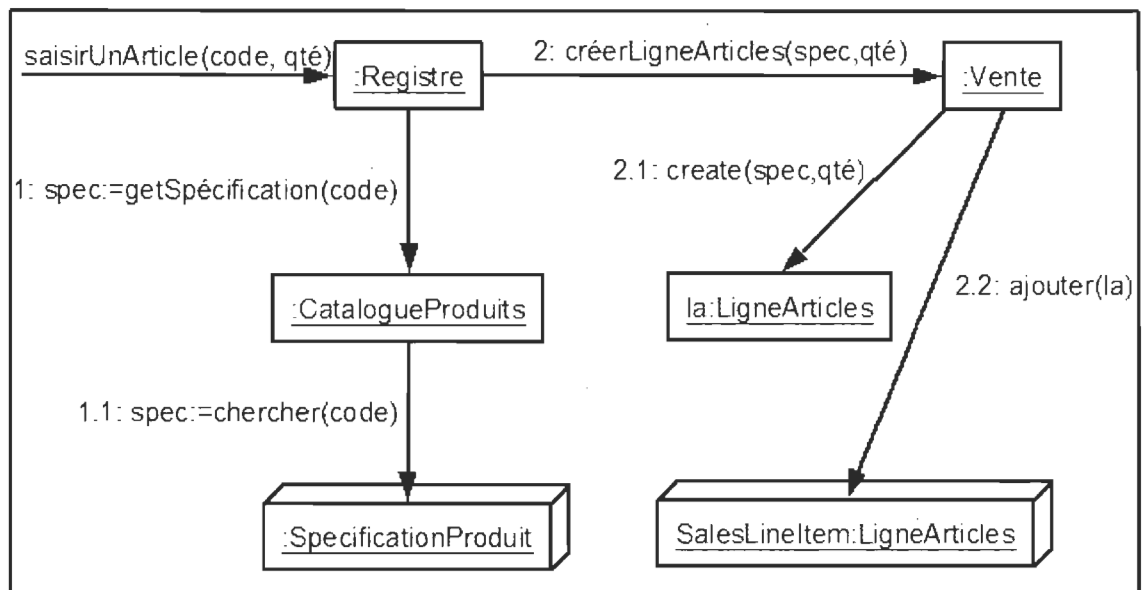 saisirUnArticle(code, qté)
:Registre
2: créerLigneArticles(spec,qté)
:Vente
2.1: create(spec,qté)
1: spec:=getSpécification(code)
:CatalogueProduits
la:LigneArticles
2.2: ajouter(la)
1.1: spec:=chercher(code)
:SpecificationProduit
SalesLineItem:LigneArticles